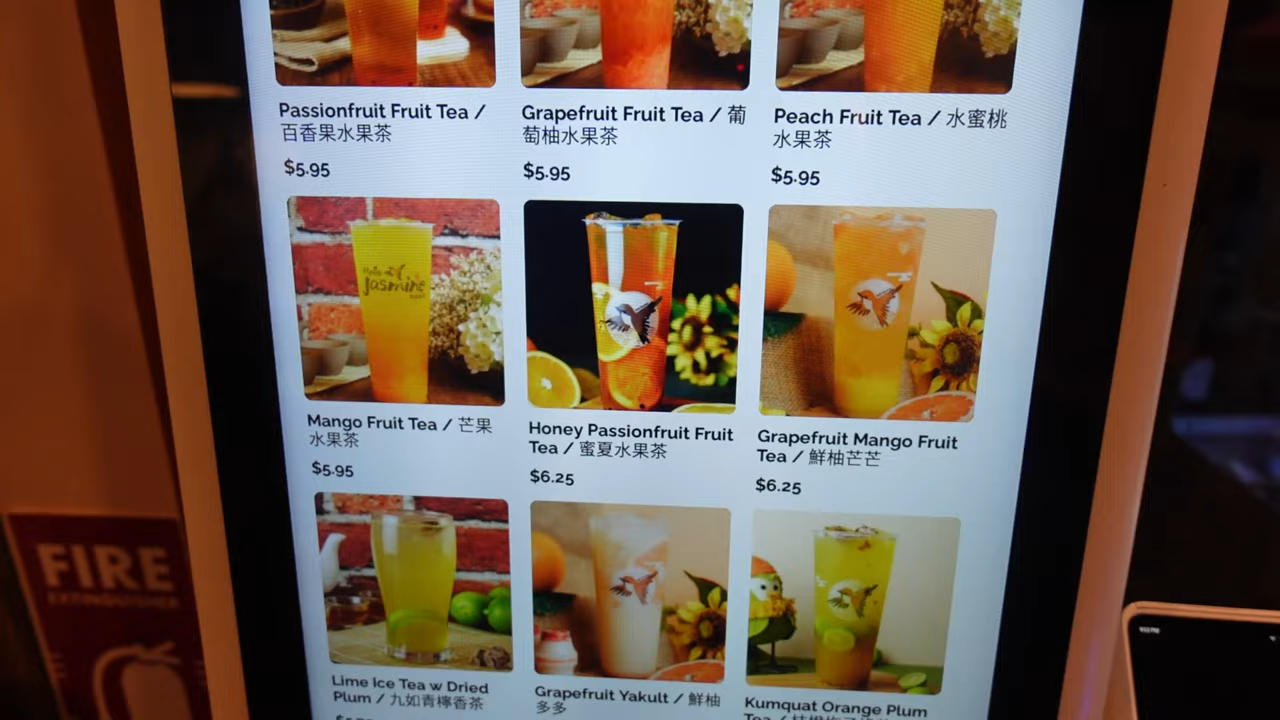 Passionfruit Fruit Tea /
百香果水果茶
$5.95
Grapefruit Fruit Tea / 葡
萄柚水果茶
$5.95
Peach Fruit Tea / 水蜜桃
水果茶
$5.95
Jasmine
Mango Fruit Tea / 芒果
水果茶
$5.95
Honey Passionfruit Fruit
Tea / 蜜夏水果茶
$6.25
Grapefruit Mango Fruit
Tea / 鮮柚芒芒
$6.25
Lime Ice Tea w Dried
Plum / 九如青檸香茶
Grapefruit Yakult / 鮮柚
多多
Kumquat Orange Plum
Tea /
FIRE
EXTINGUISHER